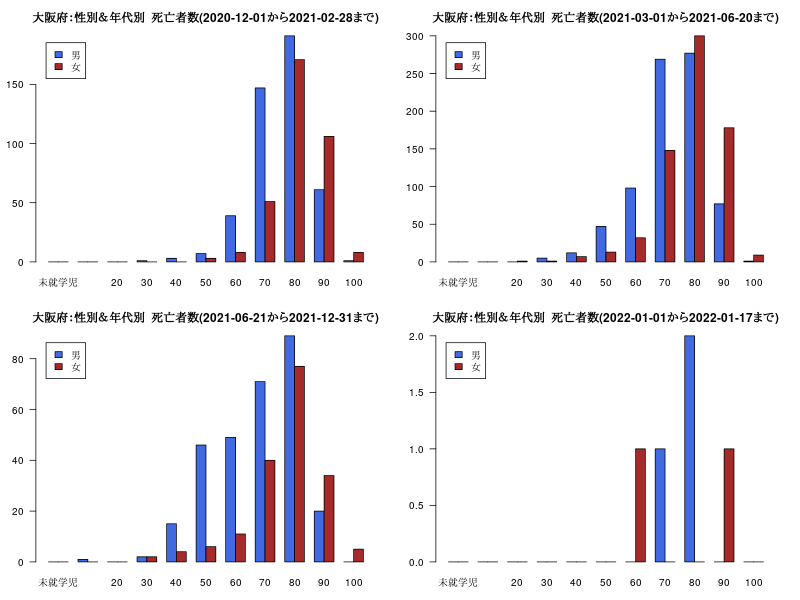 大阪府：性別＆年代別 死亡者数(2020-12-01から2021-02-28まで)
男
女
150
100
50
0
未就学児 20 30 40 50 60 70 80 90 100
大阪府：性別＆年代別 死亡者数(2021-03-01から2021-06-20まで)
男
女
300
250
200
150
100
50
0
未就学児 20 30 40 50 60 70 80 90 100
大阪府：性別＆年代別 死亡者数(2021-06-21から2021-12-31まで)
男
女
80
60
40
20
0
未就学児 20 30 40 50 60 70 80 90 100
大阪府：性別＆年代別 死亡者数(2022-01-01から2022-01-17まで)
男
女
2.0
1.5
1.0
0.5
0.0
未就学児 20 30 40 50 60 70 80 90 100